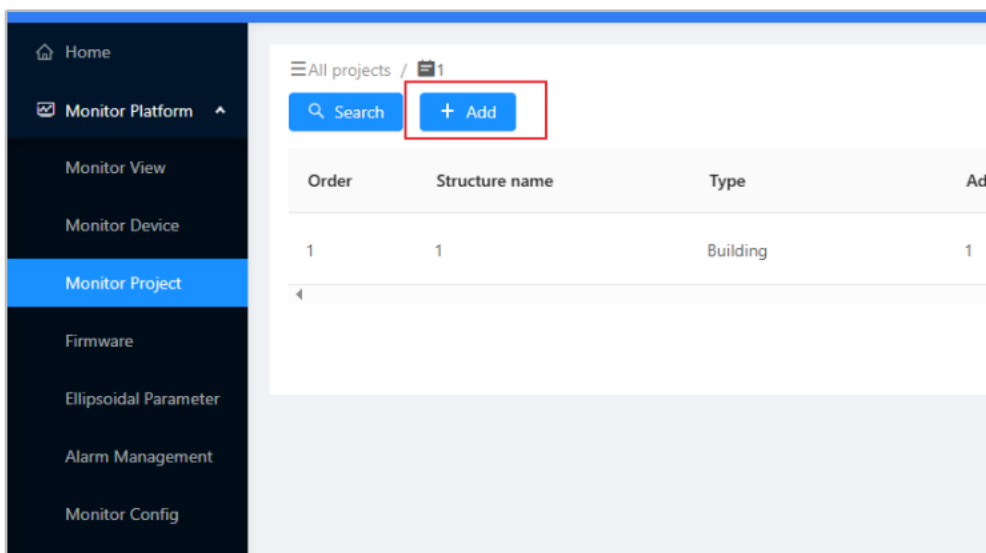 Home
Monitor Platform
Monitor View
Monitor Device
Monitor Project
Firmware
Ellipsoidal Parameter
Alarm Management
Monitor Config
All projects / 1
Search + Add
Order Structure name Type Ad
1 1 Building 1